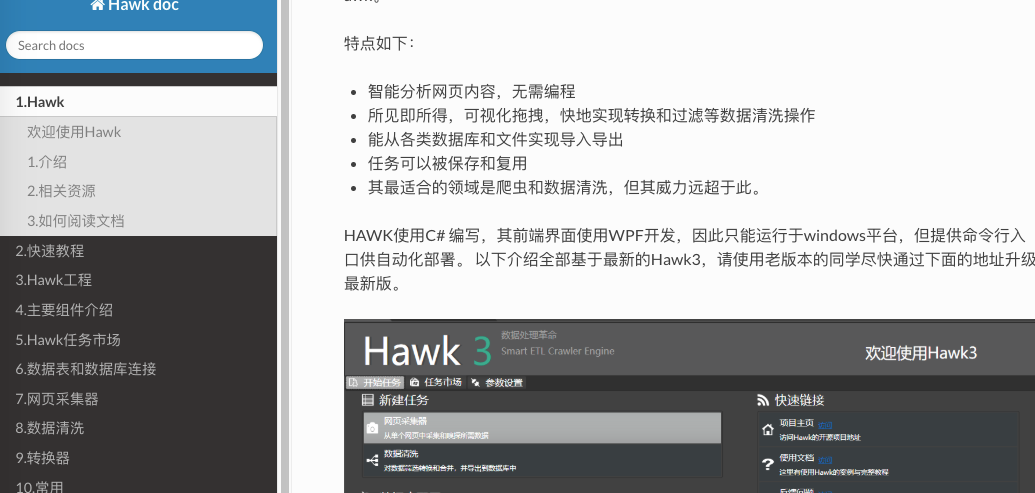 Hawk doc
Search docs
1.Hawk
欢迎使用Hawk
1.介绍
2.相关资源
3.如何阅读文档
2.快速教程
3.Hawk工程
4.主要组件介绍
5.Hawk任务市场
6.数据表和数据库连接
7.网页采集器
8.数据清洗
9.转换器
10.常用
特点如下：
智能分析网页内容，无需编程
所见即所得，可视化拖拽，快地实现转换和过滤等数据清洗操作
能从各类数据库和文件实现导入导出
任务可以被保存和复用
其最适合的领域是爬虫和数据清洗，但其威力远超于此。
HAWK使用C# 编写，其前端界面使用WPF开发，因此只能运行于windows平台，但提供命令行入
口供自动化部署。 以下介绍全部基于最新的Hawk3，请使用老版本的同学尽快通过下面的地址升级
最新版。
Hawk 3
数据处理革命
Smart ETL Crawler Engine
欢迎使用Hawk3
开始任务 任务市场 参数设置
新建任务
网页采集器
从单个网页中采集和嗅探所需数据
数据清洗
对数据筛选转换和合并，并导出到数据库中
快速链接
项目主页
访问Hawk的开源项目地址
使用文档
这里有使用Hawk的案例与完整教程